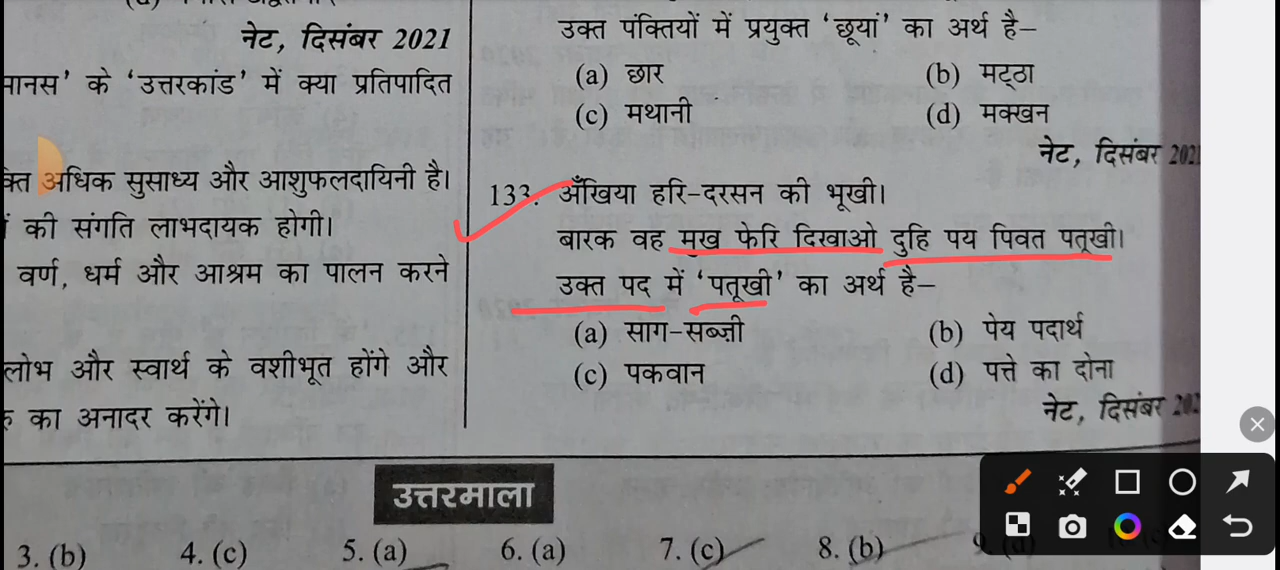 नेट, दिसंबर 2021
मानस’ के ‘उत्तरकांड’ में क्या प्रतिपादित
अधिक सुसाध्य और आशुफलदायिनी है।
की संगति लाभदायक होगी।
वर्ण, धर्म और आश्रम का पालन करने
लोभ और स्वार्थ के वशीभूत होंगे और
का अनादर करेंगे।
उक्त पंक्तियों में प्रयुक्त ‘छूयां’ का अर्थ है–
(a) छार (b) मट्ठा
(c) मथानी (d) मक्खन
नेट, दिसंबर 202
133. अँखिया हरि-दरसन की भूखी।
बारक वह मुख फेरि दिखाओ दुहि पय पिवत पतूखी।
उक्त पद में ‘पतूखी’ का अर्थ है–
(a) साग-सब्ज़ी (b) पेय पदार्थ
(c) पकवान (d) पत्ते का दोना
नेट, दिसंबर 202
उत्तरमाला
3. (b) 4. (c) 5. (a) 6. (a) 7. (c) 8. (b)